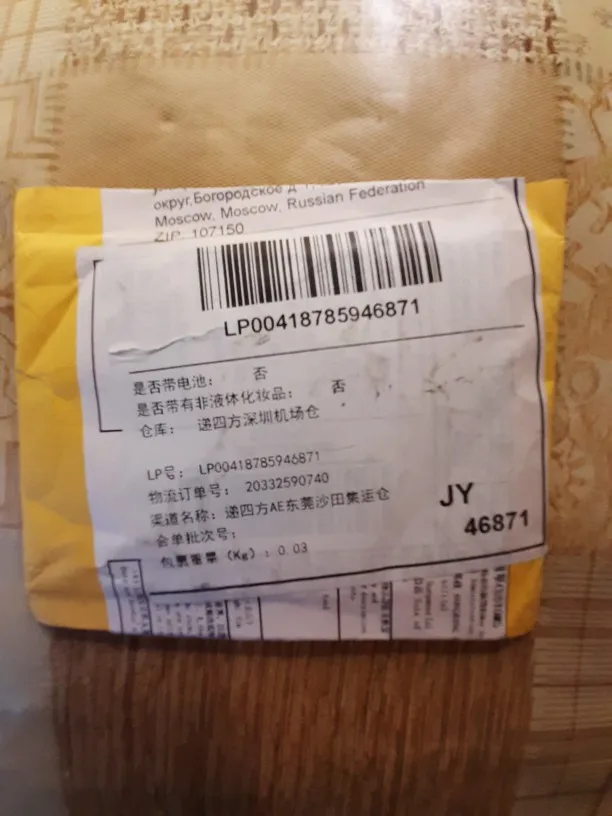 округ,Богородское д
Moscow, Moscow, Russian Federation
ZIP: 107150
LP00418785946871
是否带电池： 否
是否带有非液体化妆品： 否
仓库： 递四方深圳机场仓
LP号： LP00418785946871
物流订单号： 20332590740
渠道名称：递四方AE东莞沙田集运仓
会单批次号：
包裹重量（Kg）：0.03
JY
46871